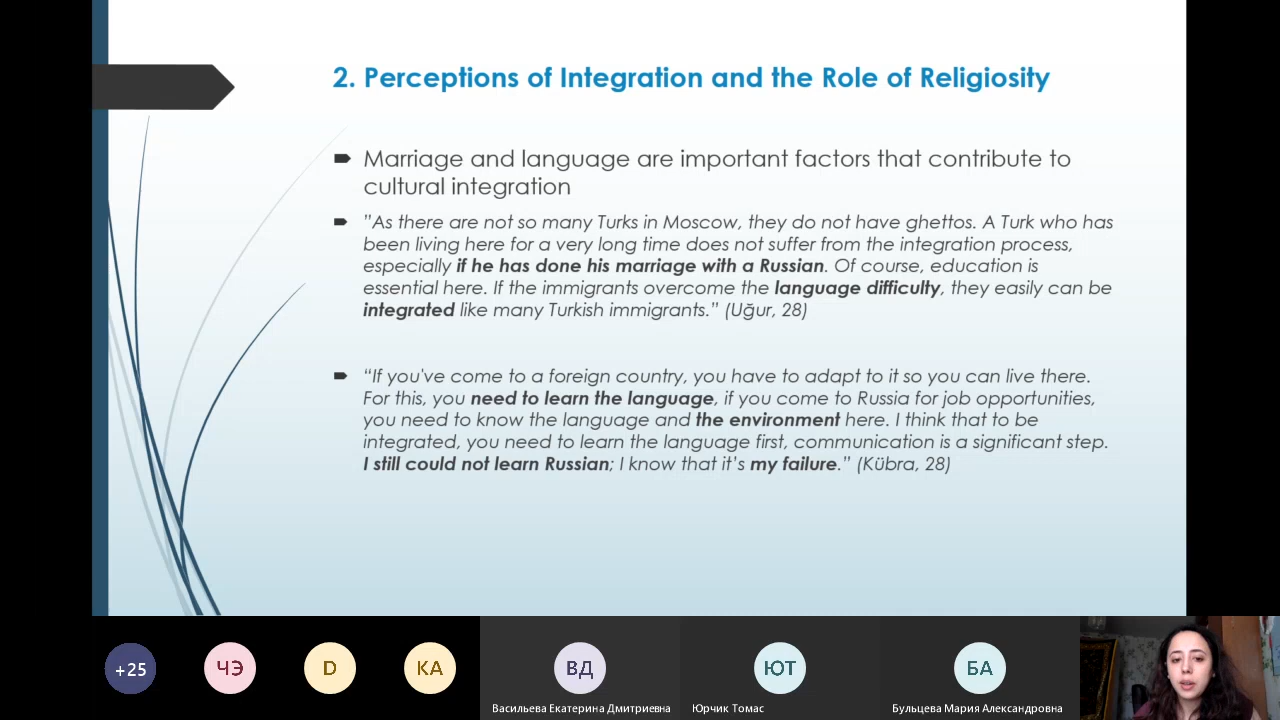 2. Perceptions of Integration and the Role of Religiosity
Marriage and language are important factors that contribute to
cultural integration
”As there are not so many Turks in Moscow, they do not have ghettos. A Turk who has
been living here for a very long time does not suffer from the integration process,
especially if he has done his marriage with a Russian. Of course, education is
essential here. If the immigrants overcome the language difficulty, they easily can be
integrated like many Turkish immigrants.” (Uğur, 28)
“If you've come to a foreign country, you have to adapt to it so you can live there.
For this, you need to learn the language, if you come to Russia for job opportunities,
you need to know the language and the environment here. I think that to be
integrated, you need to learn the language first, communication is a significant step.
I still could not learn Russian; I know that it’s my failure.” (Kübra, 28)
+25
ЧЭ
D
КА
ВД
ЮТ
БА
Васильева Екатерина Дмитриевна
Юрчик Томас
Бульцева Мария Александровна